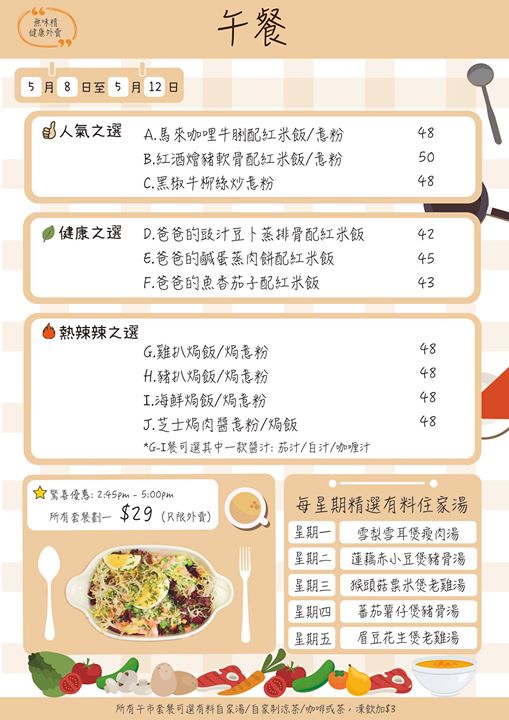 無味精
健康外賣
午餐
5月8日至5月12日
人氣之選
A.馬來咖哩牛脷配紅米飯/意粉 48
B.紅酒燴豬軟骨配紅米飯/意粉 50
C.黑椒牛柳絲炒意粉 48
健康之選
D.爸爸的豉汁豆卜蒸排骨配紅米飯 42
E.爸爸的鹹蛋蒸肉餅配紅米飯 45
F.爸爸的魚香茄子配紅米飯 43
熱辣辣之選
G.雞扒焗飯/焗意粉 48
H.豬扒焗飯/焗意粉 48
I.海鮮焗飯/焗意粉 48
J.芝士焗肉醬意粉/焗飯 48
*G-I餐可選其中一款醬汁: 茄汁/白汁/咖喱汁
驚喜優惠: 2:45pm - 5:00pm
所有套餐劃一 $29 (只限外賣)
每星期精選有料住家湯
星期一 雪梨雪耳煲瘦肉湯
星期二 蓮藕赤小豆煲豬骨湯
星期三 猴頭菇粟米煲老雞湯
星期四 蕃茄薯仔煲豬骨湯
星期五 眉豆花生煲老雞湯
所有午市套餐可選有料自家湯/自家制涼茶/咖啡或茶，凍飲加$3